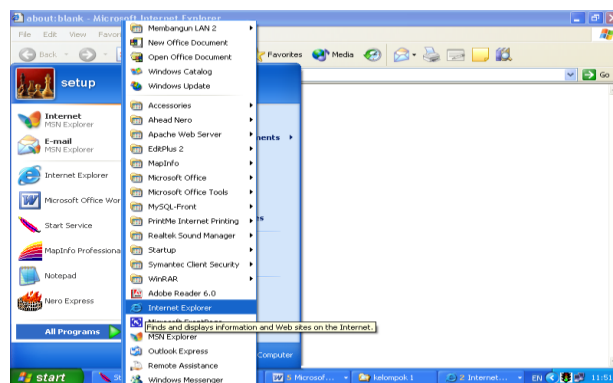 about:blank - Microsoft Internet Explorer
File Edit View Favori
Back
Favorites Media
Go
setup
Internet
MSN Explorer
E-mail
MSN Explorer
Internet Explorer
Microsoft Office Wor
Start Service
MapInfo Professiona
Notepad
Nero Express
All Programs
Membangun LAN 2
New Office Document
Open Office Document
Windows Catalog
Windows Update
Accessories
Ahead Nero
Apache Web Server
EditPlus 2
MapInfo
Microsoft Office
Microsoft Office Tools
MySQL-Front
PrintMe Internet Printing
Realtek Sound Manager
Startup
Symantec Client Security
WinRAR
Adobe Reader 6.0
Internet Explorer
Finds and displays information and Web sites on the Internet.
MSN Explorer
Outlook Express
Remote Assistance
Windows Messenger
ments
es
Computer
start
St
5 Microsof...
kelompok 1
2 Internet...
EN
11:51